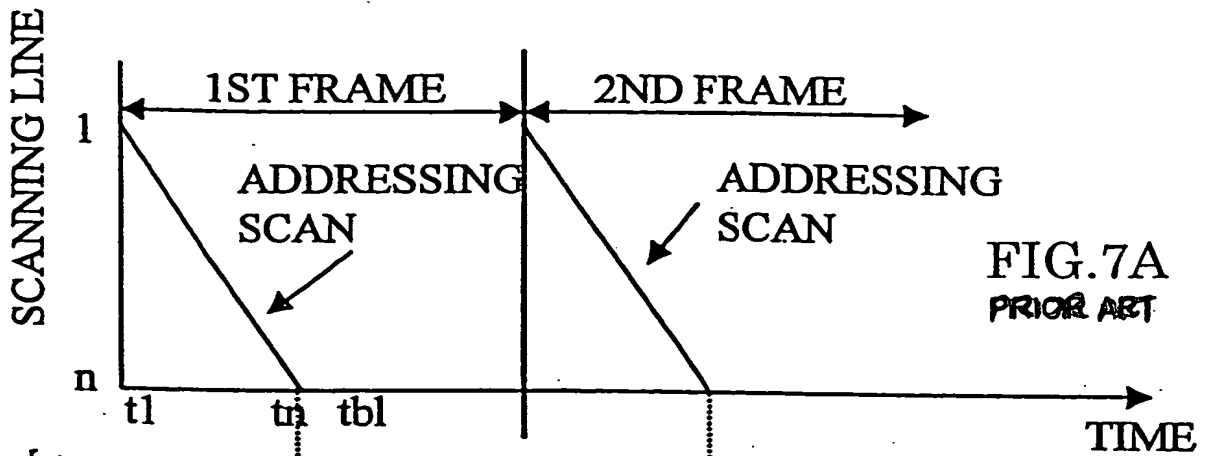 SCANNING LINE
1ST FRAME
2ND FRAME
1
ADDRESSING
SCAN
ADDRESSING
SCAN
FIG.7A
PRIOR ART
n
t1
tn
tbl
TIME